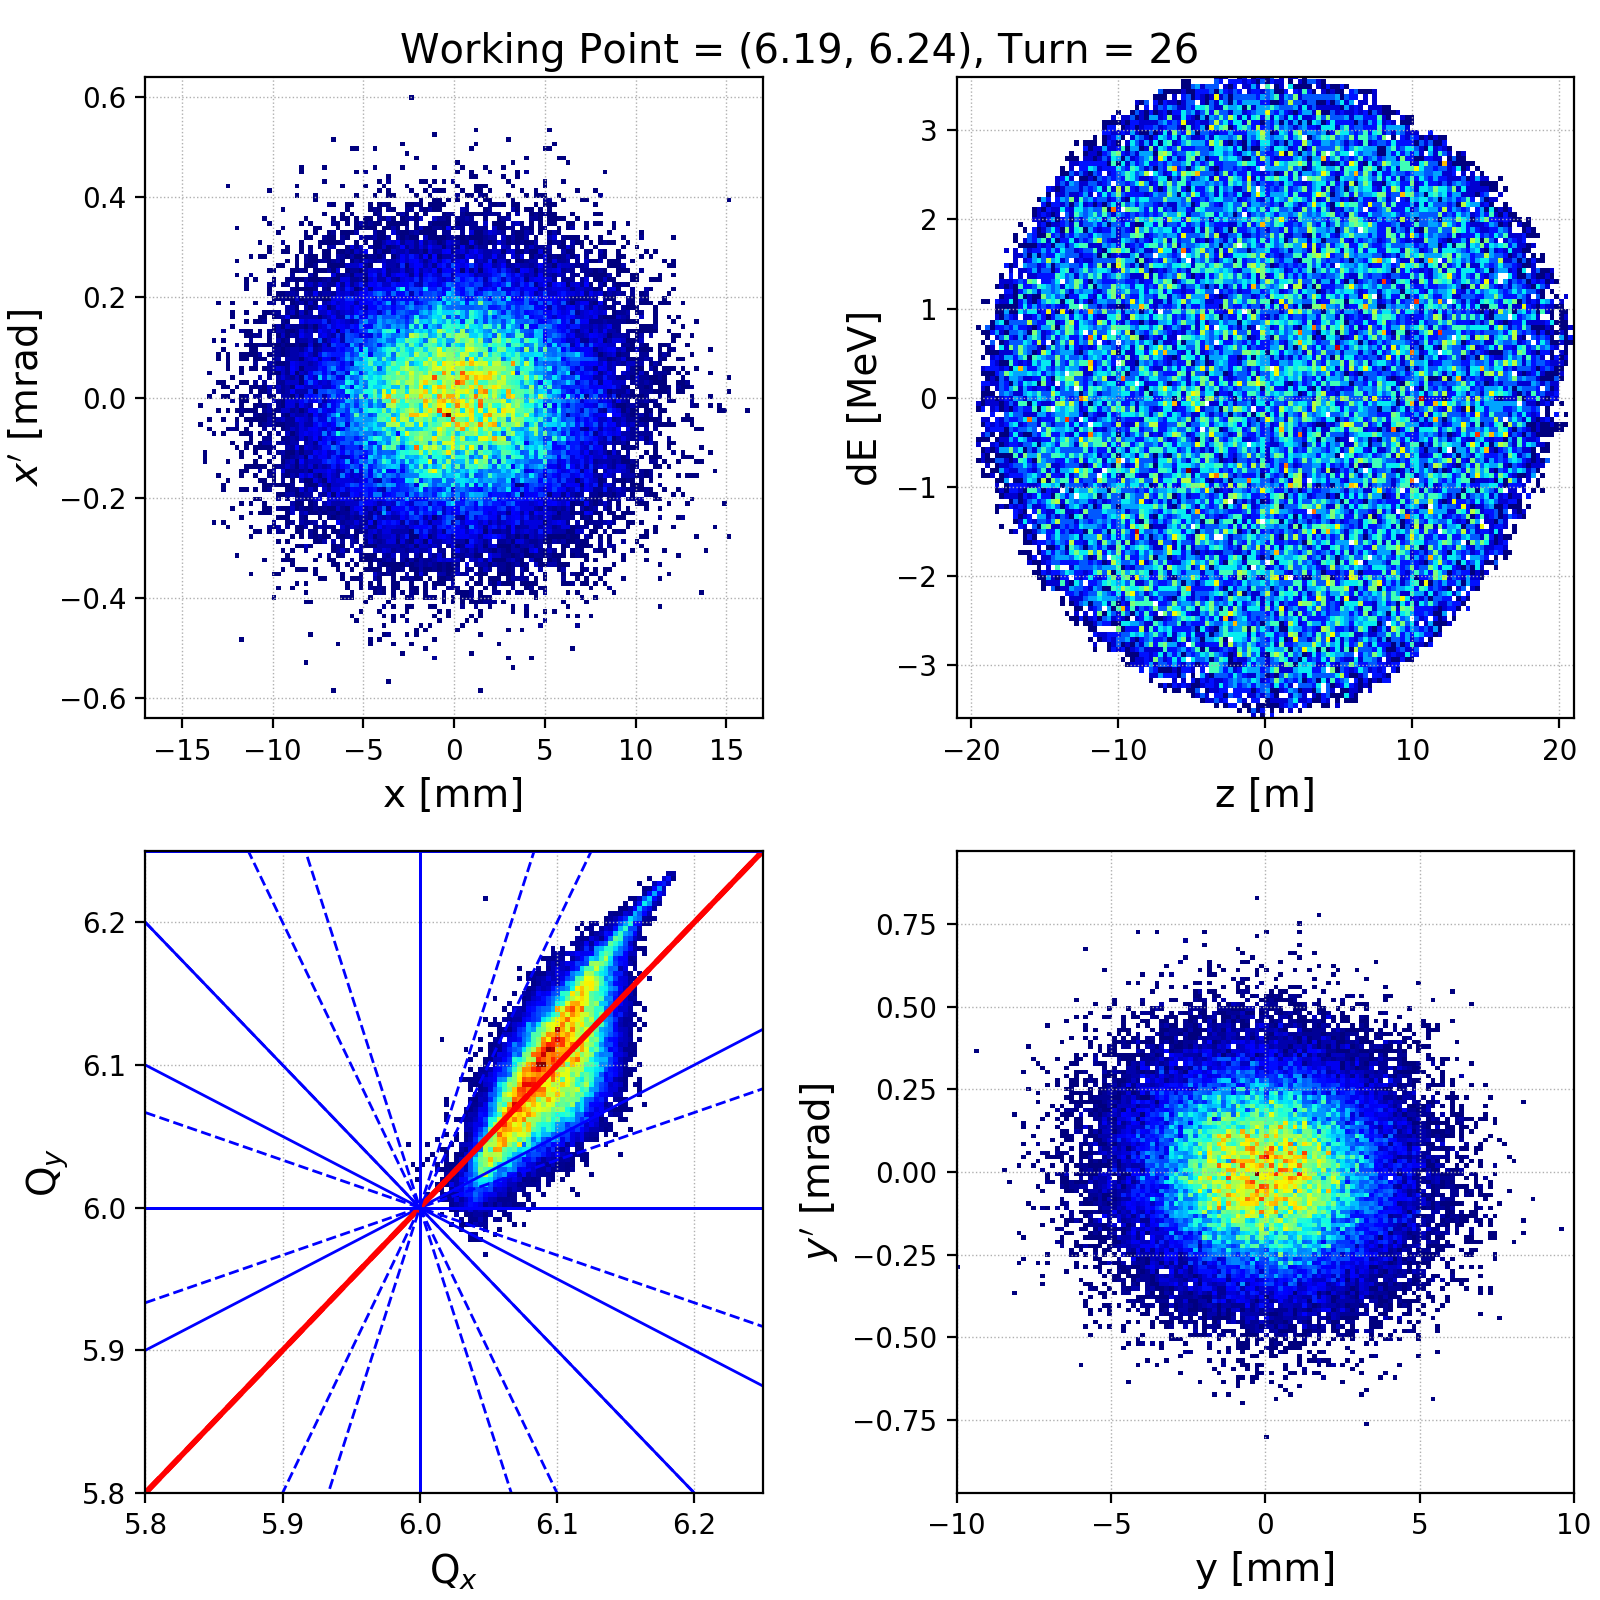 Working Point = (6.19, 6.24), Turn = 26
0.6
0.4
0.2
0.0
−0.2
−0.4
−0.6
x′ [mrad]
−15 −10 −5 0 5 10 15
x [mm]
3
2
1
0
−1
−2
−3
dE [MeV]
−20 −10 0 10 20
z [m]
6.2
6.1
6.0
5.9
5.8
Qy
5.8 5.9 6.0 6.1 6.2
Qx
0.75
0.50
0.25
0.00
−0.25
−0.50
−0.75
y′ [mrad]
−10 −5 0 5 10
y [mm]